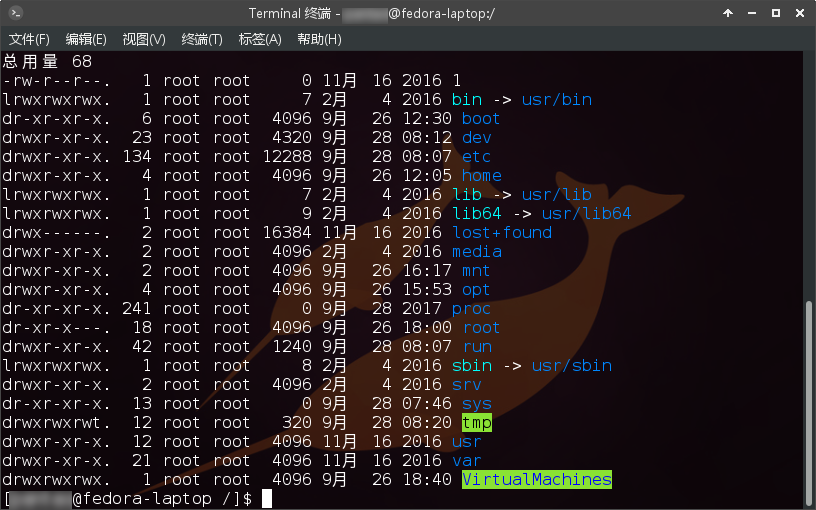 Terminal 终端 - @fedora-laptop:/
文件(F) 编辑(E) 视图(V) 终端(T) 标签(A) 帮助(H)
总用量 68
-rw-r--r--. 1 root root 0 11月 16 2016 1
lrwxrwxrwx. 1 root root 7 2月 4 2016 bin -> usr/bin
dr-xr-xr-x. 6 root root 4096 9月 26 12:30 boot
drwxr-xr-x. 23 root root 4320 9月 28 08:12 dev
drwxr-xr-x. 134 root root 12288 9月 28 08:07 etc
drwxr-xr-x. 4 root root 4096 9月 26 12:05 home
lrwxrwxrwx. 1 root root 7 2月 4 2016 lib -> usr/lib
lrwxrwxrwx. 1 root root 9 2月 4 2016 lib64 -> usr/lib64
drwx------. 2 root root 16384 11月 16 2016 lost+found
drwxr-xr-x. 2 root root 4096 2月 4 2016 media
drwxr-xr-x. 2 root root 4096 9月 26 16:17 mnt
drwxr-xr-x. 4 root root 4096 9月 26 15:53 opt
dr-xr-xr-x. 241 root root 0 9月 28 2017 proc
dr-xr-x---. 18 root root 4096 9月 26 18:00 root
drwxr-xr-x. 42 root root 1240 9月 28 08:07 run
lrwxrwxrwx. 1 root root 8 2月 4 2016 sbin -> usr/sbin
drwxr-xr-x. 2 root root 4096 2月 4 2016 srv
dr-xr-xr-x. 13 root root 0 9月 28 07:46 sys
drwxrwxrwt. 12 root root 320 9月 28 08:20 tmp
drwxr-xr-x. 12 root root 4096 11月 16 2016 usr
drwxr-xr-x. 21 root root 4096 11月 16 2016 var
drwxrwxrwx. 1 root root 4096 9月 26 18:40 VirtualMachines
[@fedora-laptop /]$